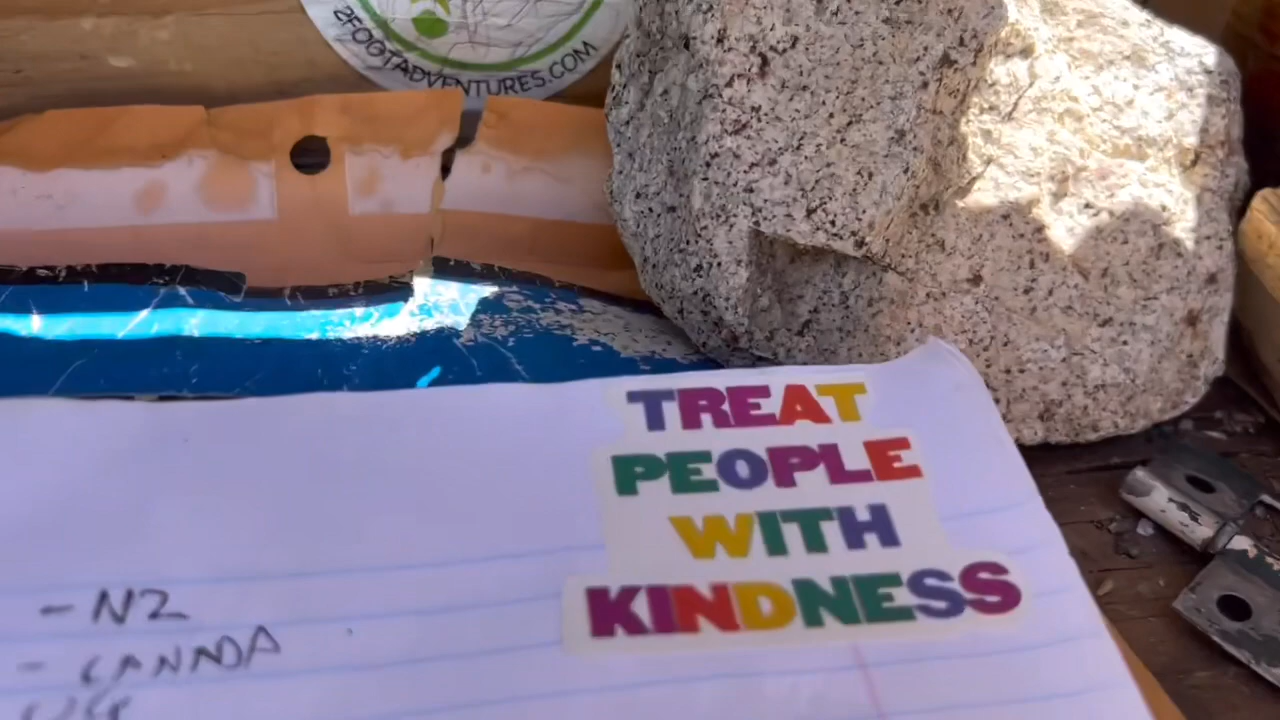 2FOOTADVENTURES.COM
TREAT
PEOPLE
WITH
KINDNESS
- NZ
- CANADA